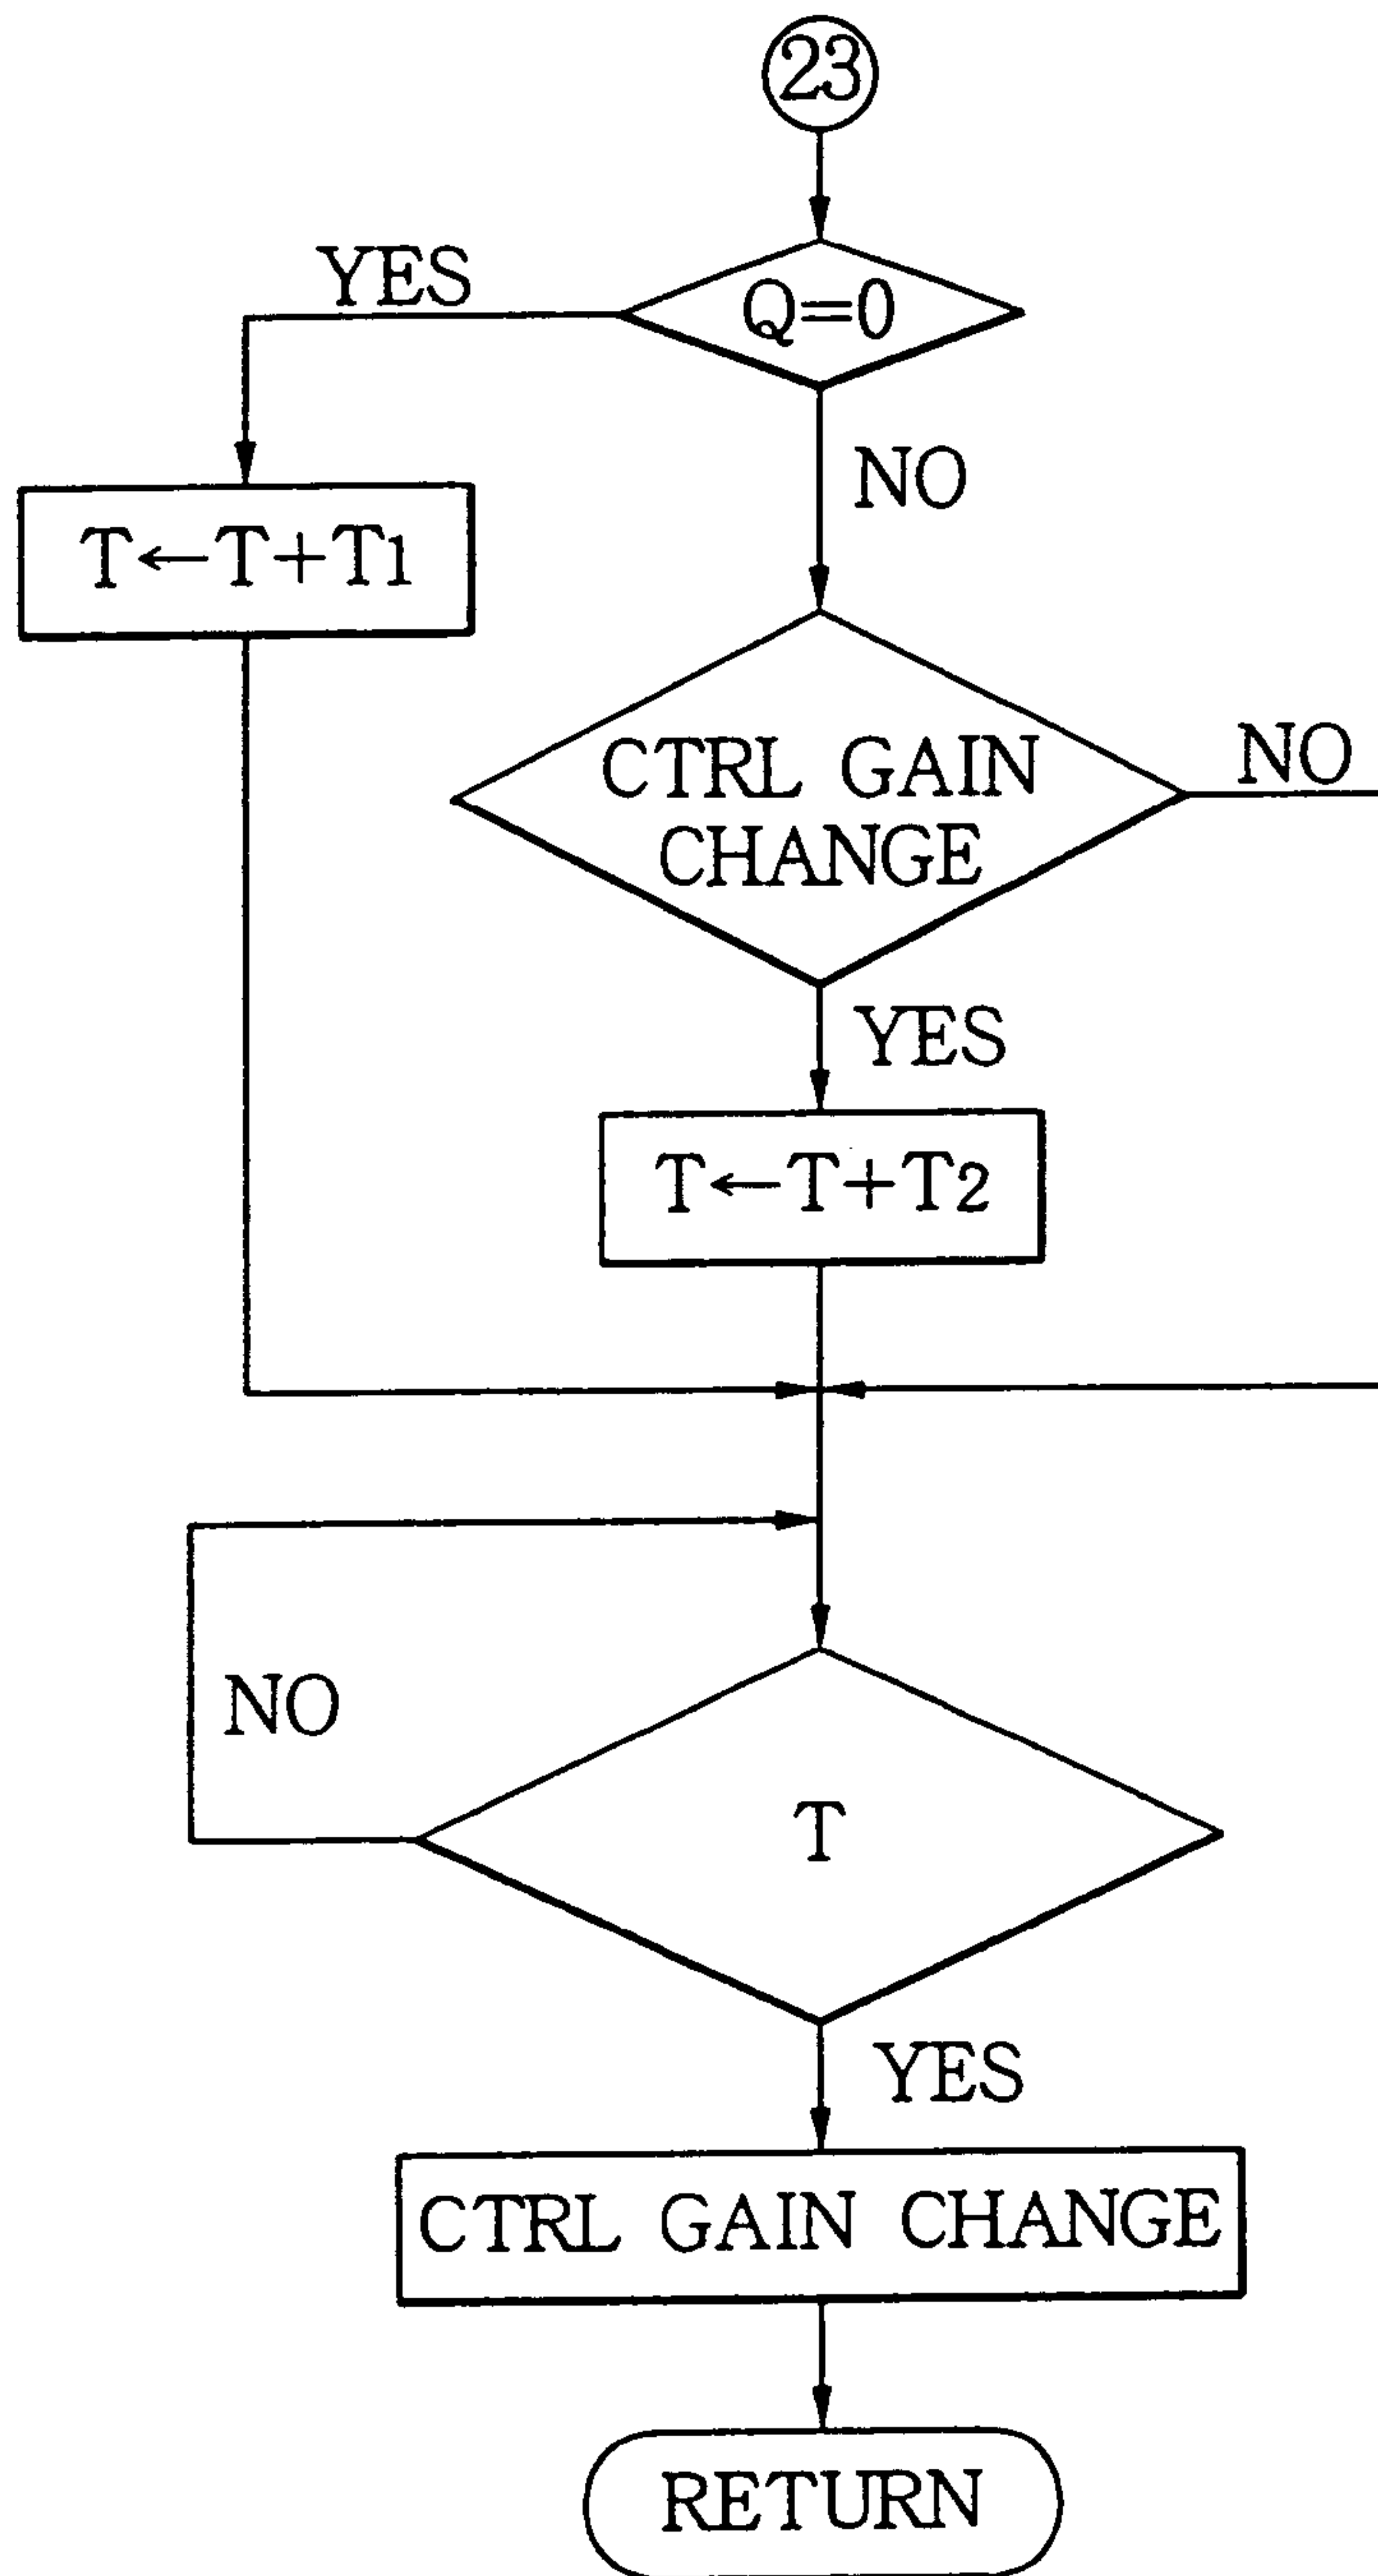 23
YES
Q=0
NO
T←T+T1
CTRL GAIN
CHANGE
NO
YES
T←T+T2
NO
T
YES
CTRL GAIN CHANGE
RETURN